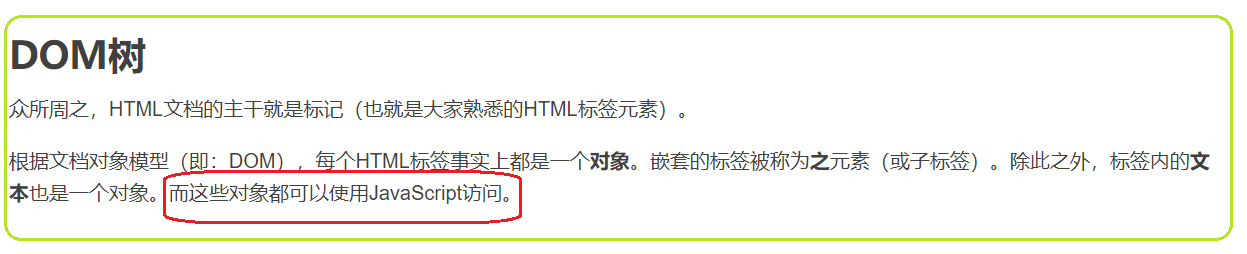 DOM树
众所周之，HTML文档的主干就是标记（也就是大家熟悉的HTML标签元素）。
根据文档对象模型（即：DOM），每个HTML标签事实上都是一个对象。嵌套的标签被称为之元素（或子标签）。除此之外，标签内的文
本也是一个对象。而这些对象都可以使用JavaScript访问。